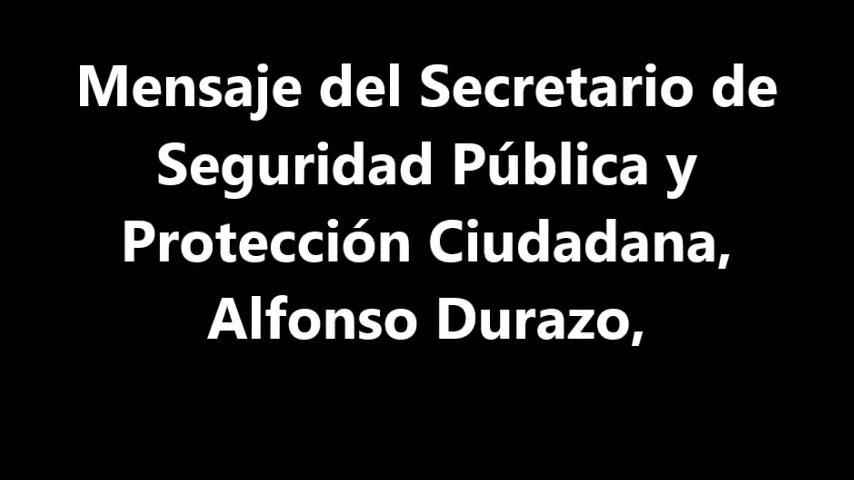 Mensaje del Secretario de
Seguridad Pública y
Protección Ciudadana,
Alfonso Durazo,